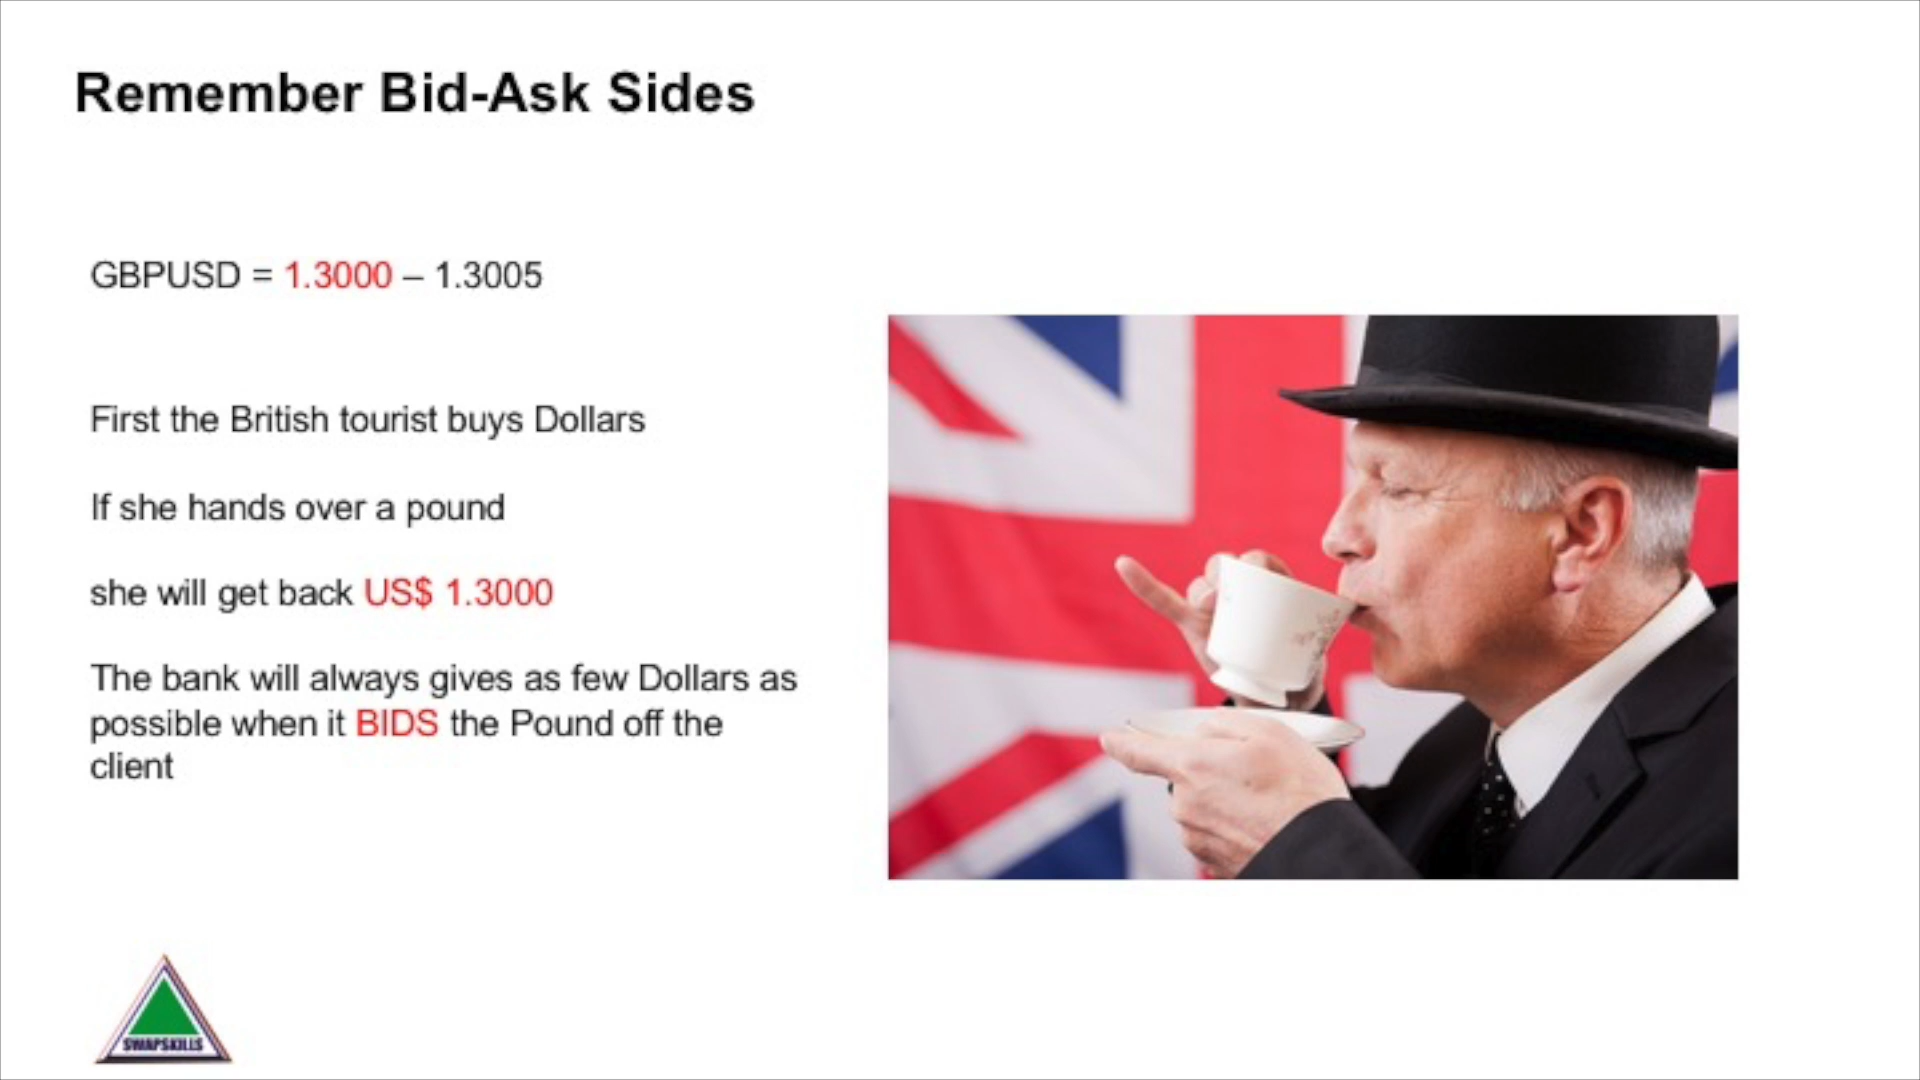 Remember Bid-Ask Sides
GBPUSD = 1.3000 – 1.3005
First the British tourist buys Dollars
If she hands over a pound
she will get back US$ 1.3000
The bank will always gives as few Dollars as
possible when it BIDS the Pound off the
client
SWAPSKILLS